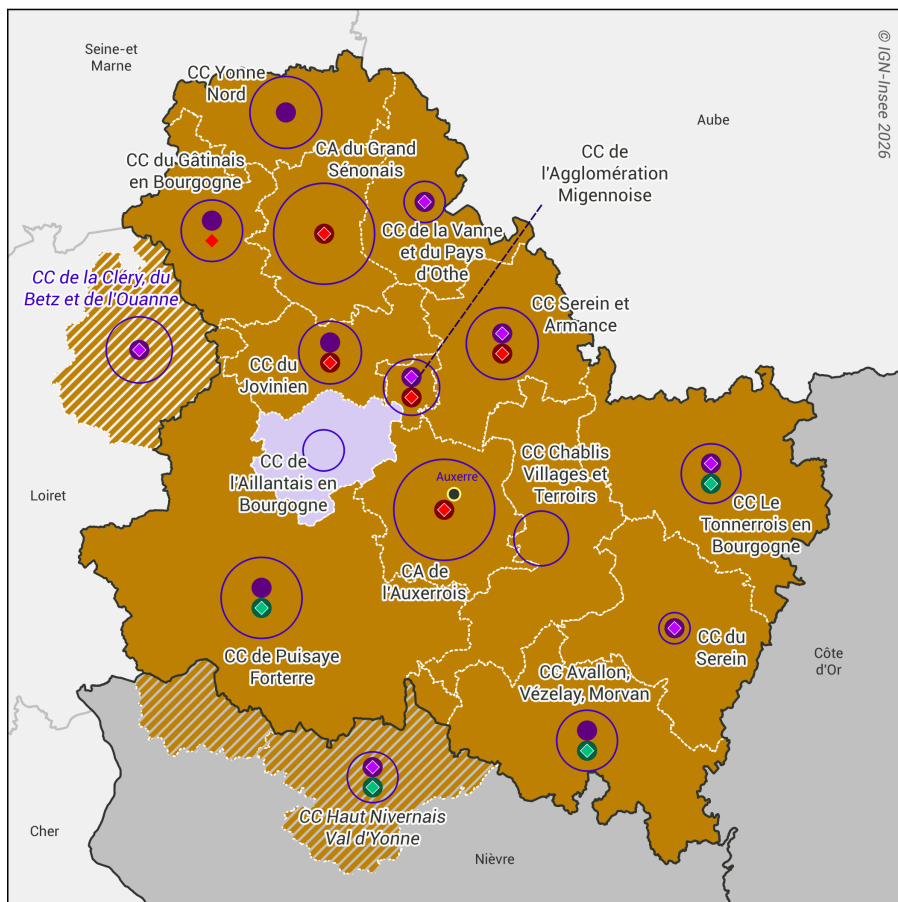 Seine-et
Marne
© IGN-Insee 2026
CC Yonne
Nord
Aube
CA du Grand
Sénonais
CC de
l'Agglomération
Migennoise
CC du Gâtinais
en Bourgogne
CC de la Vanne
et du Pays
d'Othe
CC de la Cléry, du
Betz et de l'Ouanne
CC Serein et
Armance
CC du
Jovinien
CC de
l'Aillantais en
Bourgogne
CC Chablis
Villages et
Terroirs
Auxerre
Loiret
CC Le
Tonnerrois en
Bourgogne
CA de
l'Auxerrois
CC de Puisaye
Forterre
CC du
Serein
Côte
d'Or
CC Avallon,
Vézelay, Morvan
CC Haut Nivernais
Val d'Yonne
Cher
Nièvre